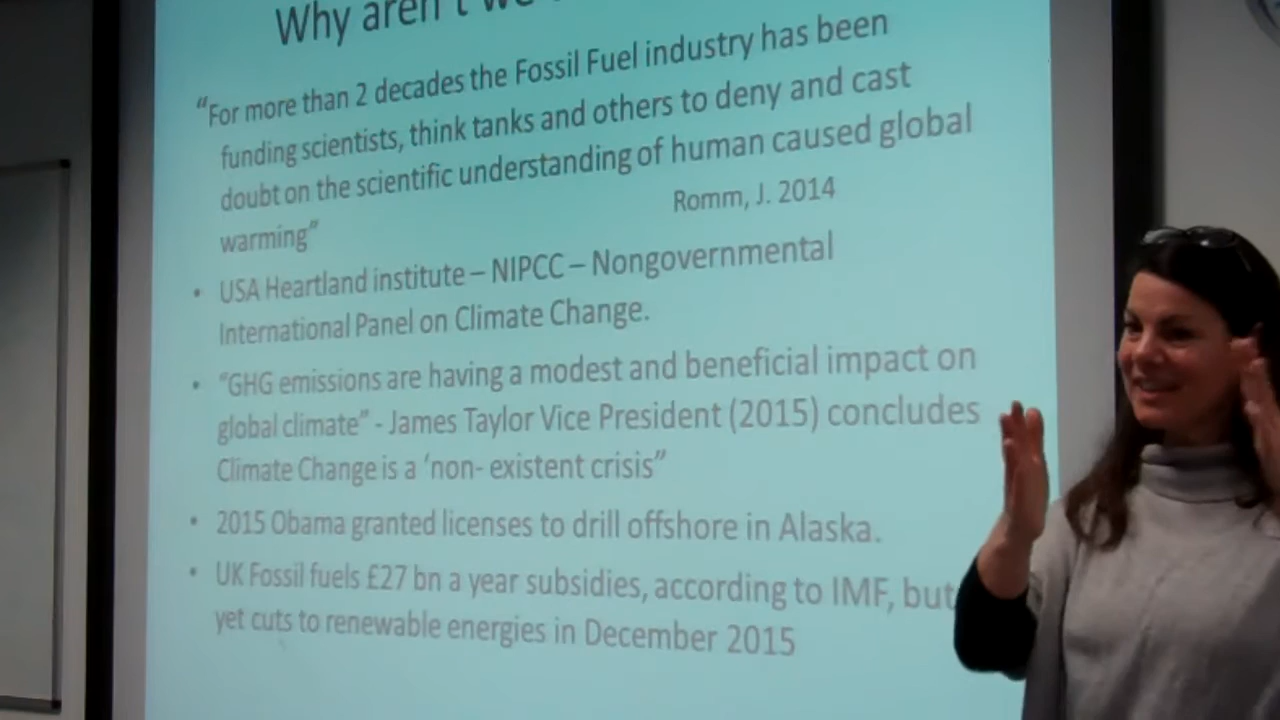 Why aren't we
"For more than 2 decades the Fossil Fuel industry has been
funding scientists, think tanks and others to deny and cast
doubt on the scientific understanding of human caused global
warming"
Romm, J. 2014
• USA Heartland institute – NIPCC – Nongovernmental
International Panel on Climate Change.
• "GHG emissions are having a modest and beneficial impact on
global climate" - James Taylor Vice President (2015) concludes
Climate Change is a 'non- existent crisis"
• 2015 Obama granted licenses to drill offshore in Alaska.
• UK Fossil fuels £27 bn a year subsidies, according to IMF, but
yet cuts to renewable energies in December 2015